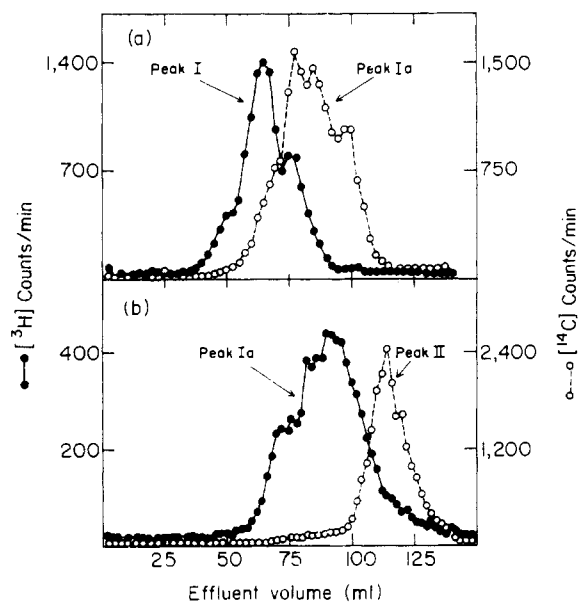 (a)
1,400
700
Peak I
Peak Ia
1,500
750
(b)
400
200
Peak Ia
Peak II
2,400
1,200
25 50 75 100 125
Effluent volume (ml)
[³H] Counts/min
[¹⁴C] Counts/min